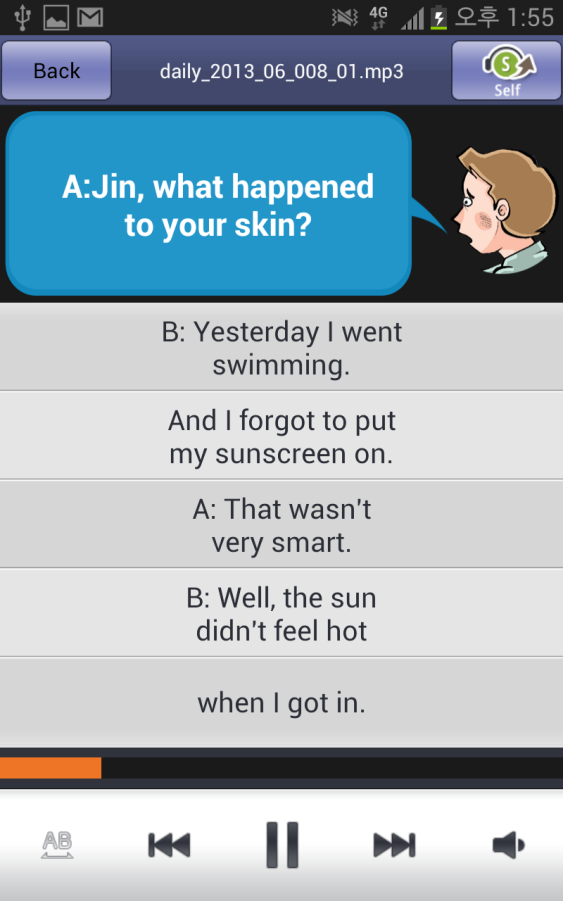 4G
오후 1:55
Back
daily_2013_06_008_01.mp3
S
Self
A:Jin, what happened
to your skin?
B: Yesterday I went
swimming.
And I forgot to put
my sunscreen on.
A: That wasn't
very smart.
B: Well, the sun
didn't feel hot
when I got in.
AB